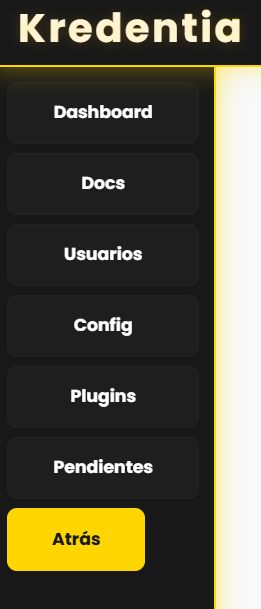 Kredentia
Dashboard
Docs
Usuarios
Config
Plugins
Pendientes
Atrás